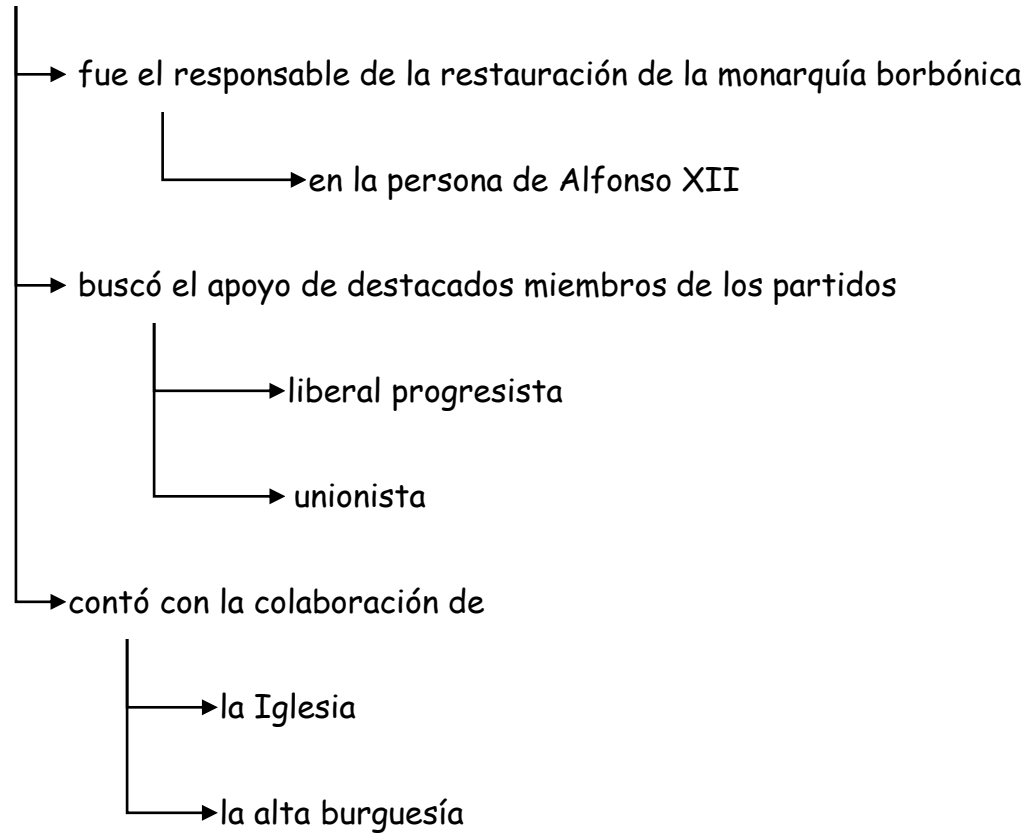 fue el responsable de la restauración de la monarquía borbónica
en la persona de Alfonso XII
buscó el apoyo de destacados miembros de los partidos
liberal progresista
unionista
contó con la colaboración de
la Iglesia
la alta burguesía